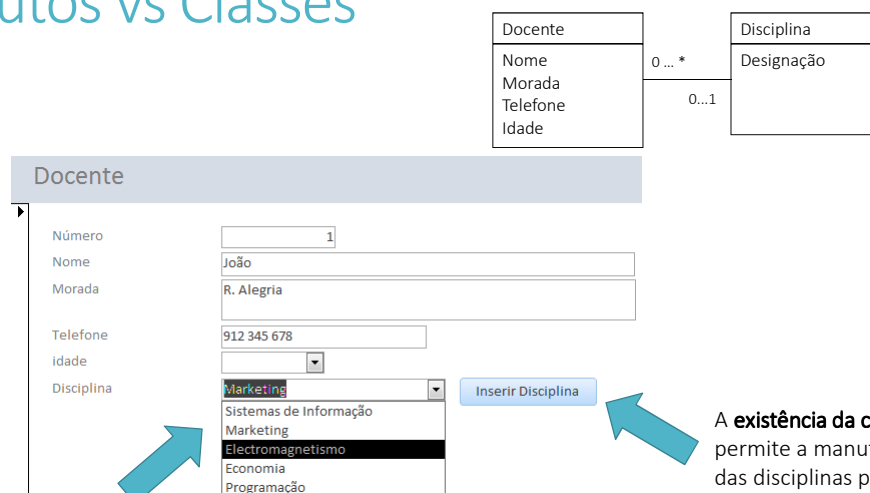 utos vs Classes
Docente
Nome
Morada
Telefone
Idade
0 ... *
0...1
Disciplina
Designação
Docente
Número 1
Nome João
Morada R. Alegria
Telefone 912 345 678
idade
Disciplina Marketing Inserir Disciplina
Sistemas de Informação
Marketing
Electromagnetismo
Economia
Programação
A existência da c
permite a manut
das disciplinas p